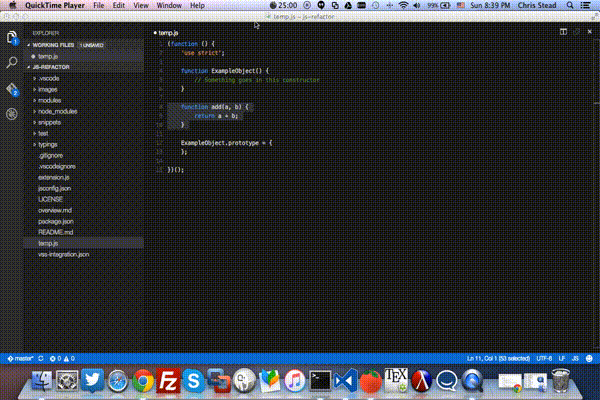 QuickTime Player File Edit View Window Help 25:00 99% Sun 8:39 PM Chris Stead
temp.js - js-refactor
EXPLORER
WORKING FILES 1 UNSAVED
temp.js
JS-REFACTOR
.vscode
images
modules
node_modules
snippets
test
typings
.gitignore
.vscodeignore
extension.js
jsconfig.json
LICENSE
overview.md
package.json
README.md
temp.js
vss-integration.json
temp.js
1 (function () {
2 'use strict';
3
4 function ExampleObject() {
5 // Something goes in this constructor
6 }
7
8 function add(a, b) {
9 return a + b;
10 }
11
12 ExampleObject.prototype = {
13 };
14
15 })();
master* 0 0 Ln 11, Col 1 (53 selected) UTF-8 LF JS